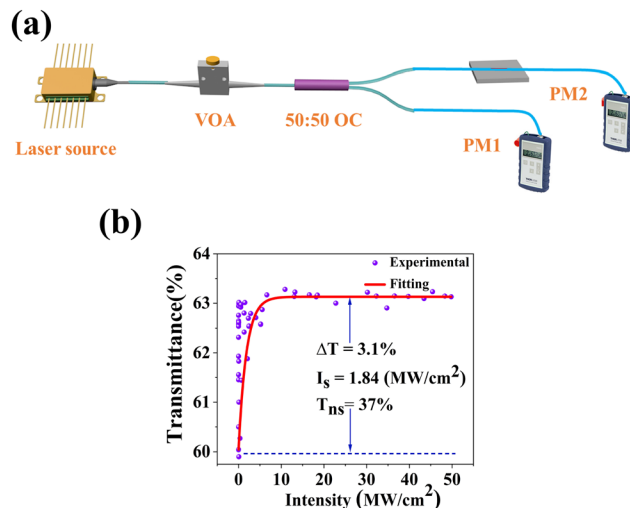 (a)
VOA
50:50 OC
PM2
Laser source
PM1
(b)
64
63
62
61
60
Transmittance(%)
Experimental
Fitting
ΔT = 3.1%
Is = 1.84 (MW/cm²)
Tns= 37%
0 10 20 30 40 50
Intensity (MW/cm²)